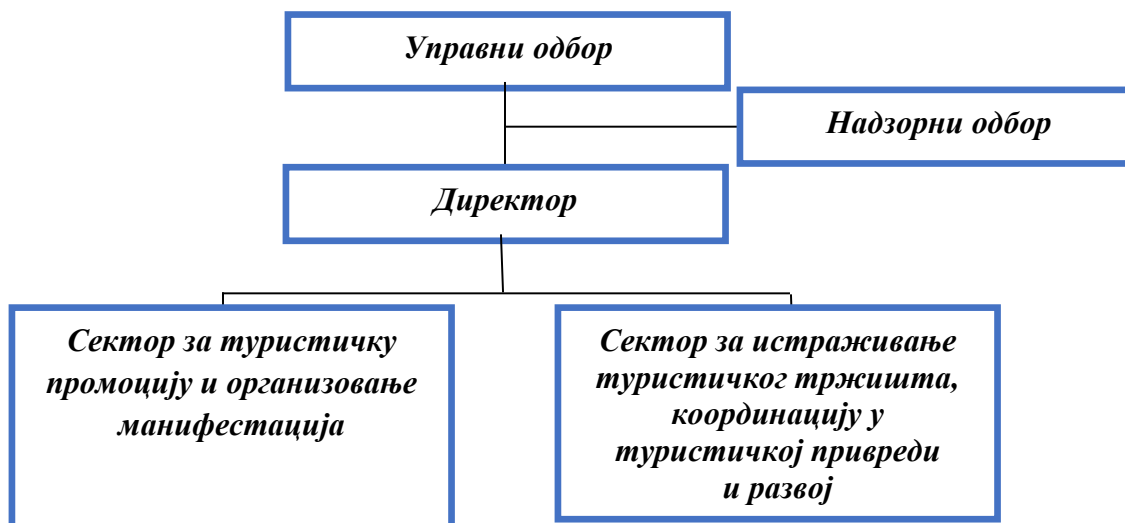 Управни одбор
Надзорни одбор
Директор
Сектор за туристичку
промоцију и организовање
манифестација
Сектор за истраживање
туристичког тржишта,
координацију у
туристичкој привреди
и развој